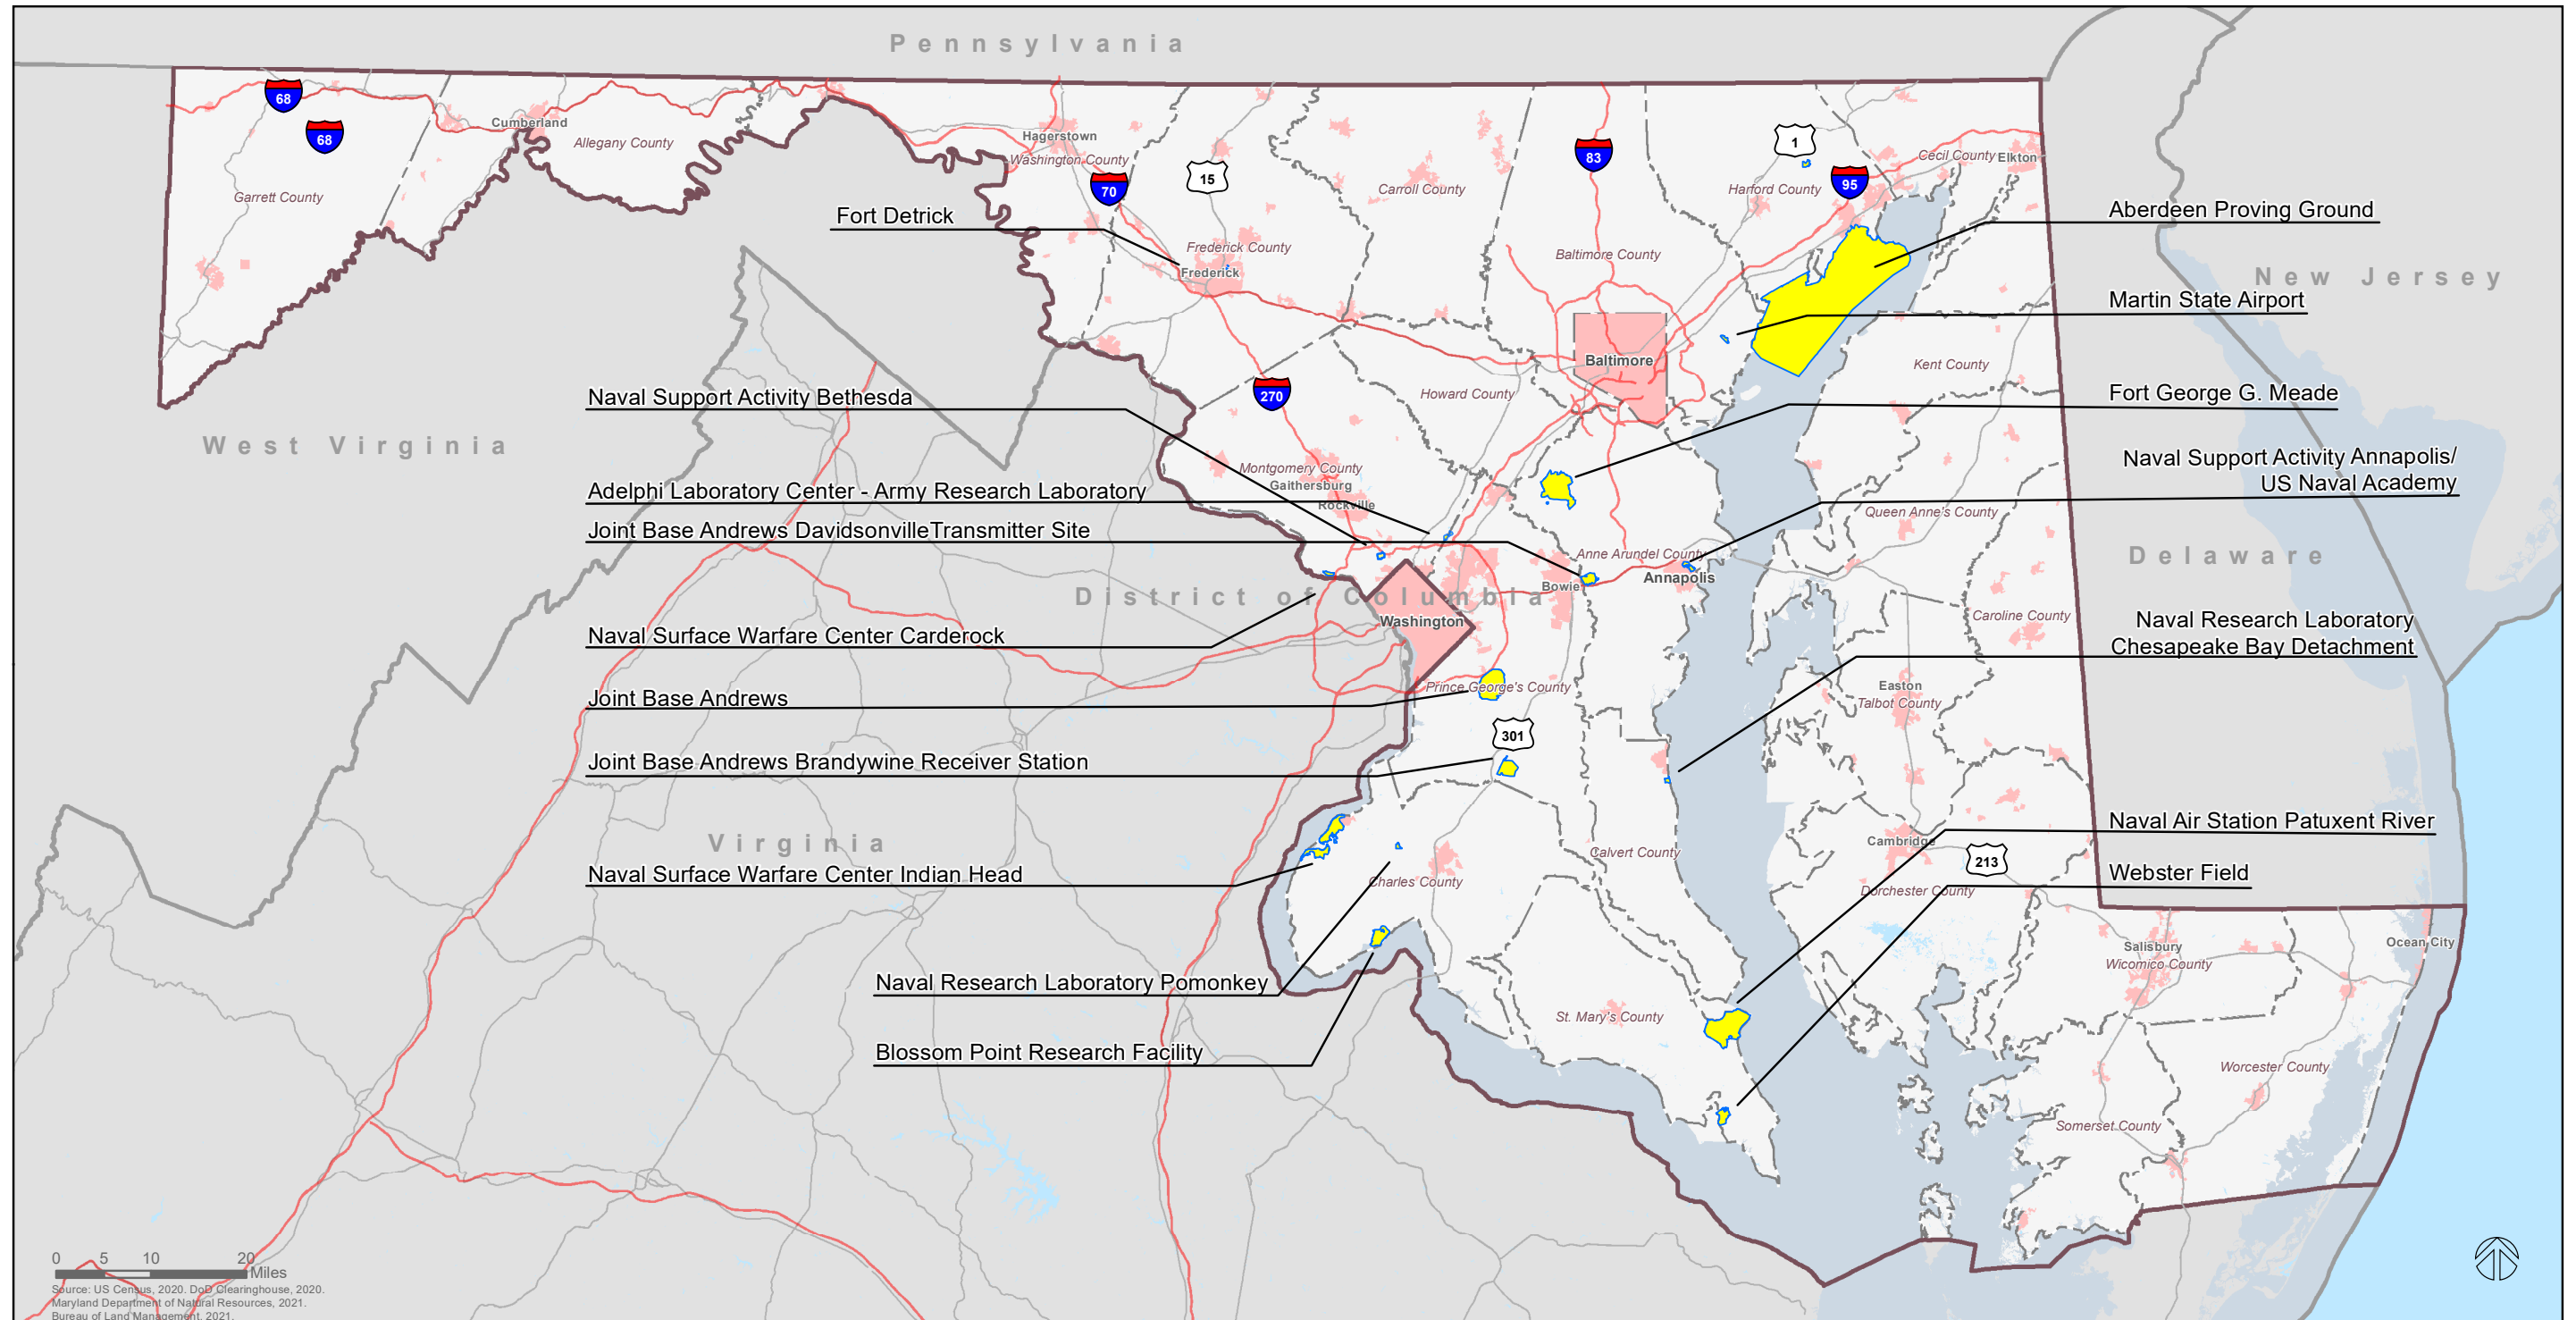 Pennsylvania
68
68
Cumberland
Allegany County
Garrett County
Hagerstown
Washington County
70
15
Carroll County
83
1
Harford County
95
Cecil County
Elkton
Fort Detrick
Frederick County
Frederick
Baltimore County
Aberdeen Proving Ground
New Jersey
Martin State Airport
Baltimore
Kent County
Naval Support Activity Bethesda
270
Howard County
Fort George G. Meade
West Virginia
Montgomery County
Gaithersburg
Rockville
Naval Support Activity Annapolis/
US Naval Academy
Adelphi Laboratory Center - Army Research Laboratory
Queen Anne's County
Joint Base Andrews DavidsonvilleTransmitter Site
Anne Arundel County
Annapolis
Delaware
Bowie
District of Columbia
Washington
Caroline County
Naval Research Laboratory
Chesapeake Bay Detachment
Naval Surface Warfare Center Carderock
Joint Base Andrews
Prince George's County
Easton
Talbot County
301
Joint Base Andrews Brandywine Receiver Station
Naval Air Station Patuxent River
Virginia
Calvert County
Cambridge
213
Webster Field
Naval Surface Warfare Center Indian Head
Charles County
Dorchester County
Salisbury
Wicomico County
Ocean City
Naval Research Laboratory Pomonkey
St. Mary's County
Blossom Point Research Facility
Worcester County
Somerset County
0 5 10 20
Miles
Source: US Census, 2020. DoD Clearinghouse, 2020.
Maryland Department of Natural Resources, 2021.
Bureau of Land Management, 2021.